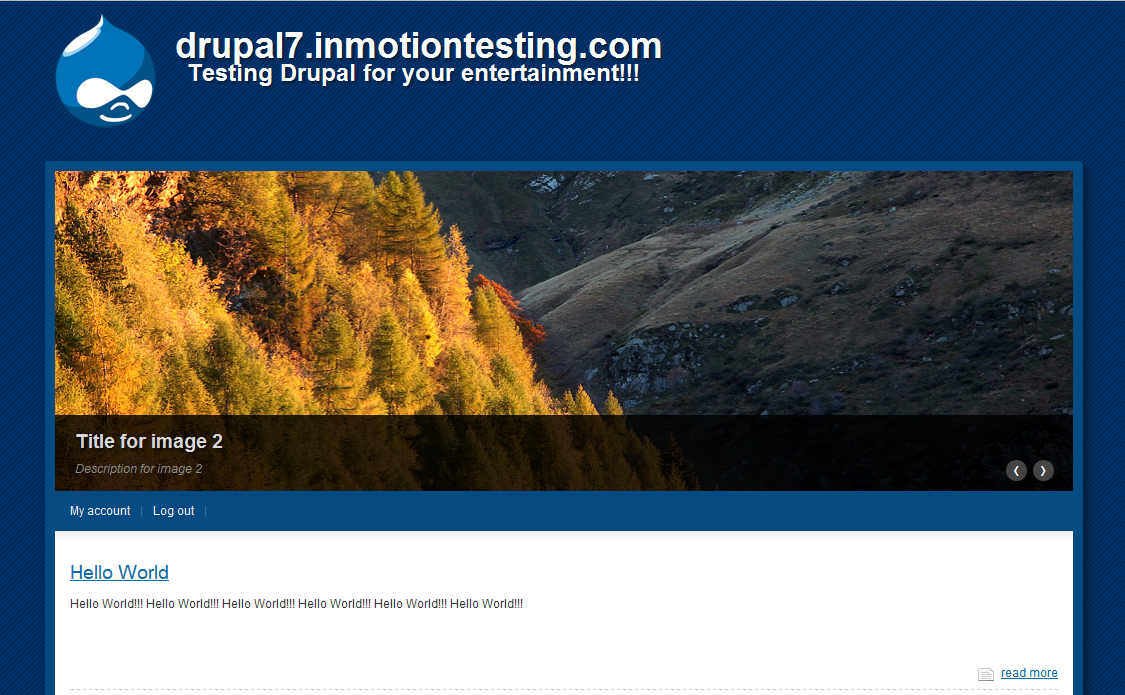 drupal7.inmotiontesting.com
Testing Drupal for your entertainment!!!
Title for image 2
Description for image 2
My account | Log out |
Hello World
Hello World!!! Hello World!!! Hello World!!! Hello World!!! Hello World!!! Hello World!!!
read more